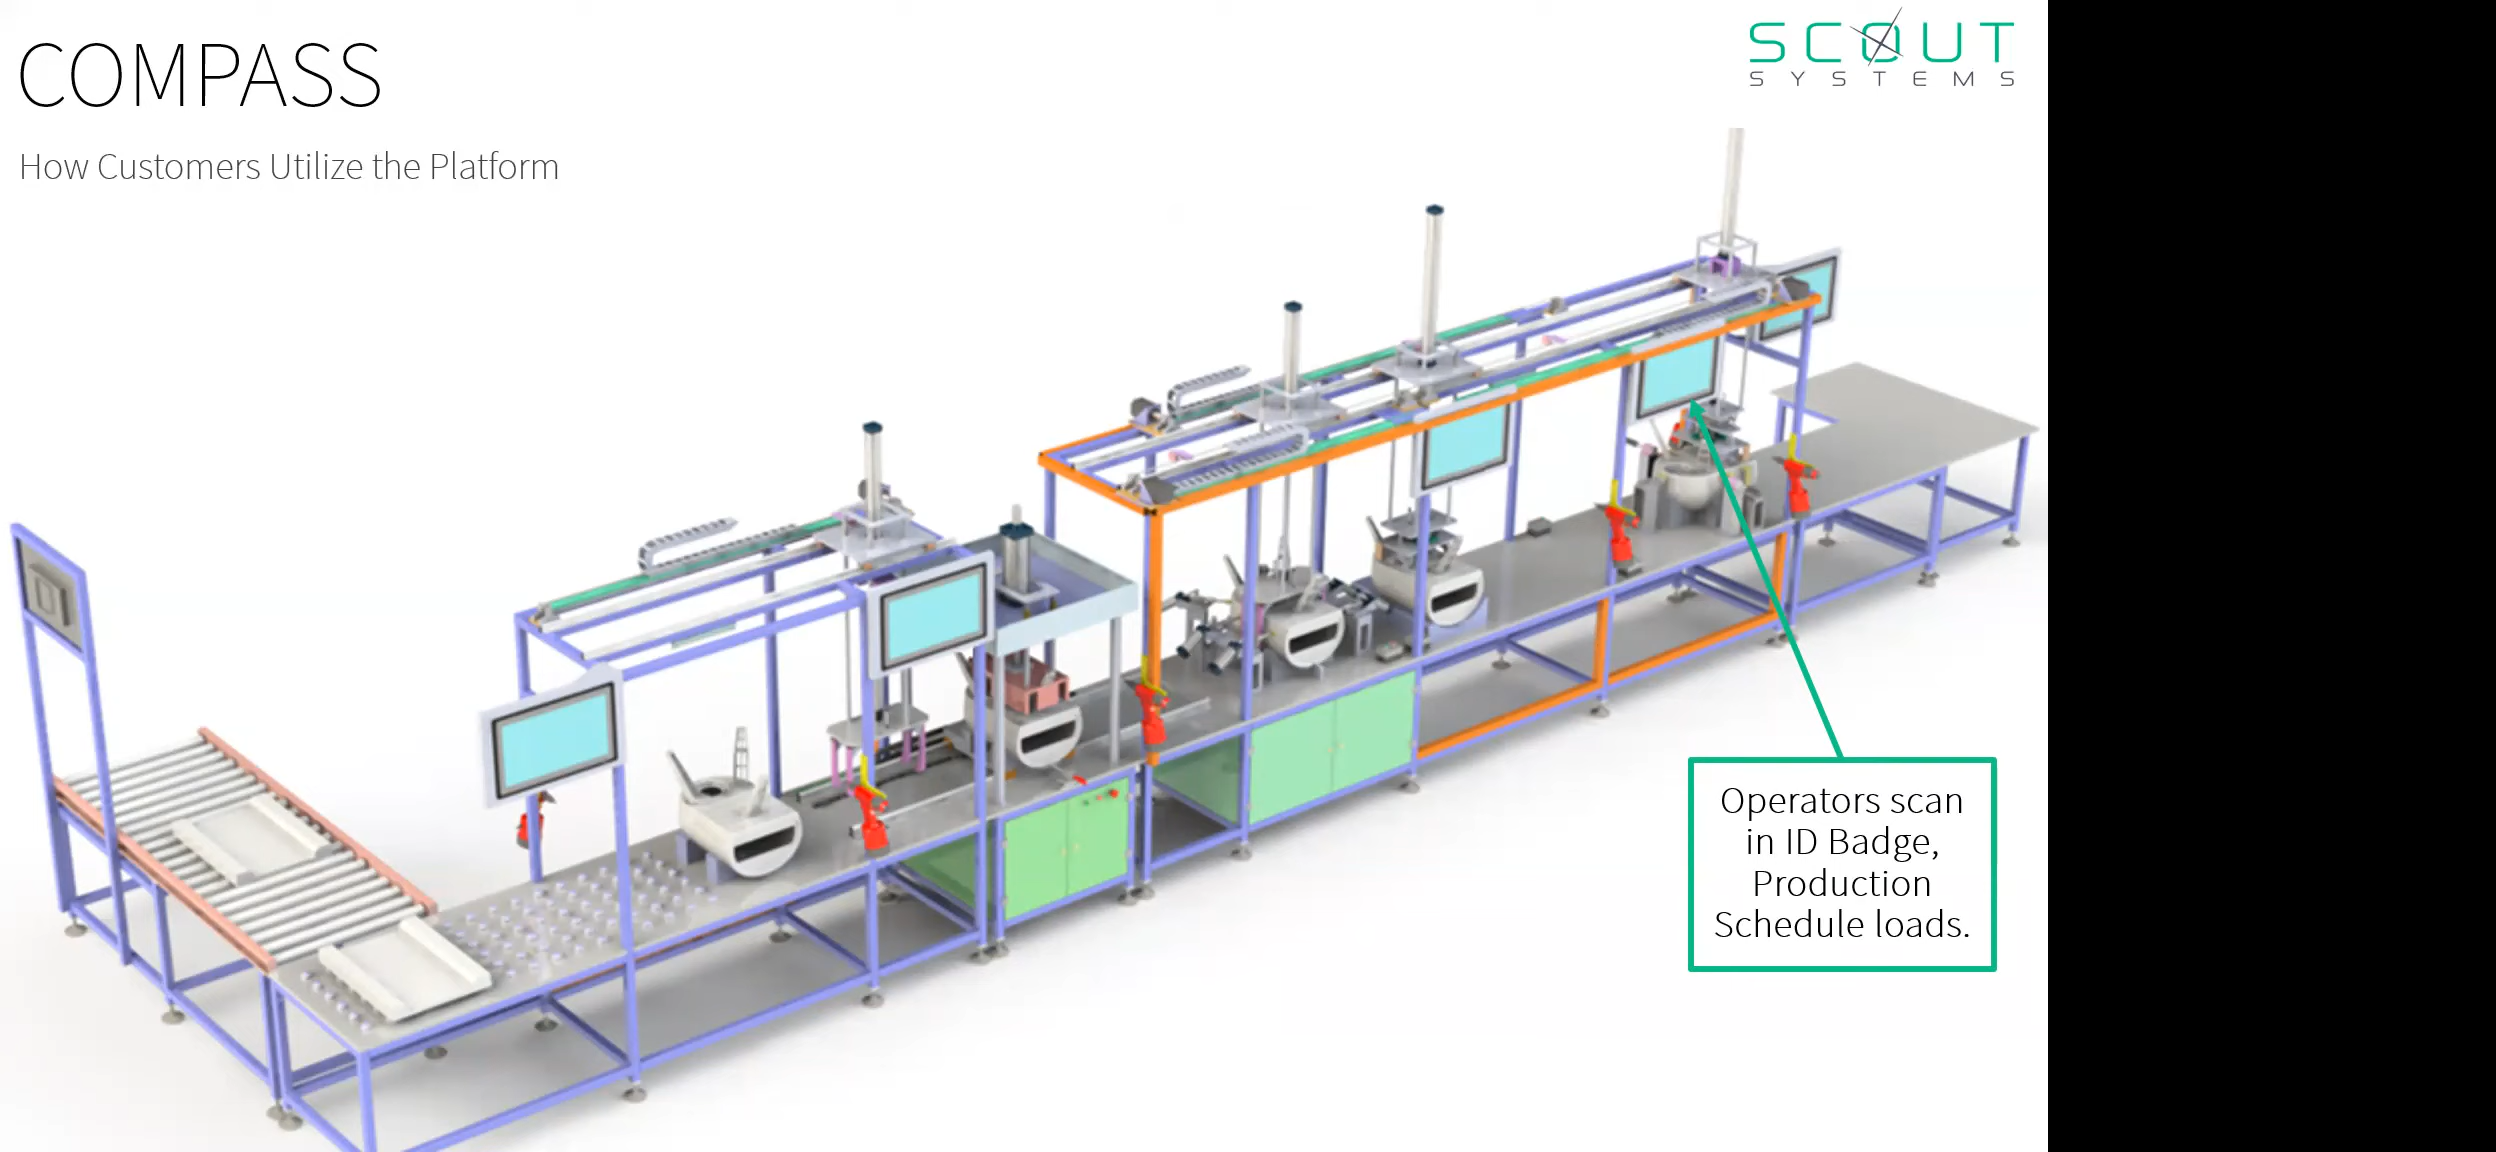 COMPASS
SCOUT
SYSTEMS
How Customers Utilize the Platform
Operators scan
in ID Badge,
Production
Schedule loads.